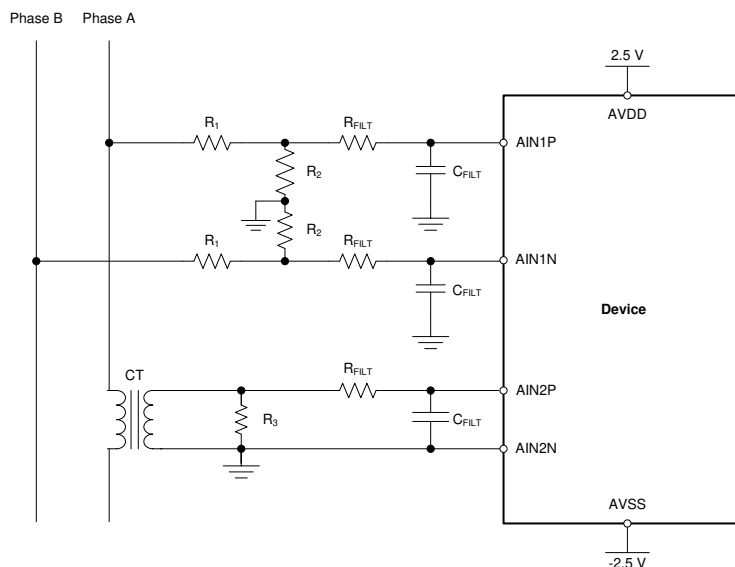 Phase B
Phase A
2.5 V
AVDD
R1
RFILT
AIN1P
R2
CFILT
R2
R1
RFILT
AIN1N
CFILT
Device
CT
RFILT
AIN2P
R3
CFILT
AIN2N
AVSS
-2.5 V